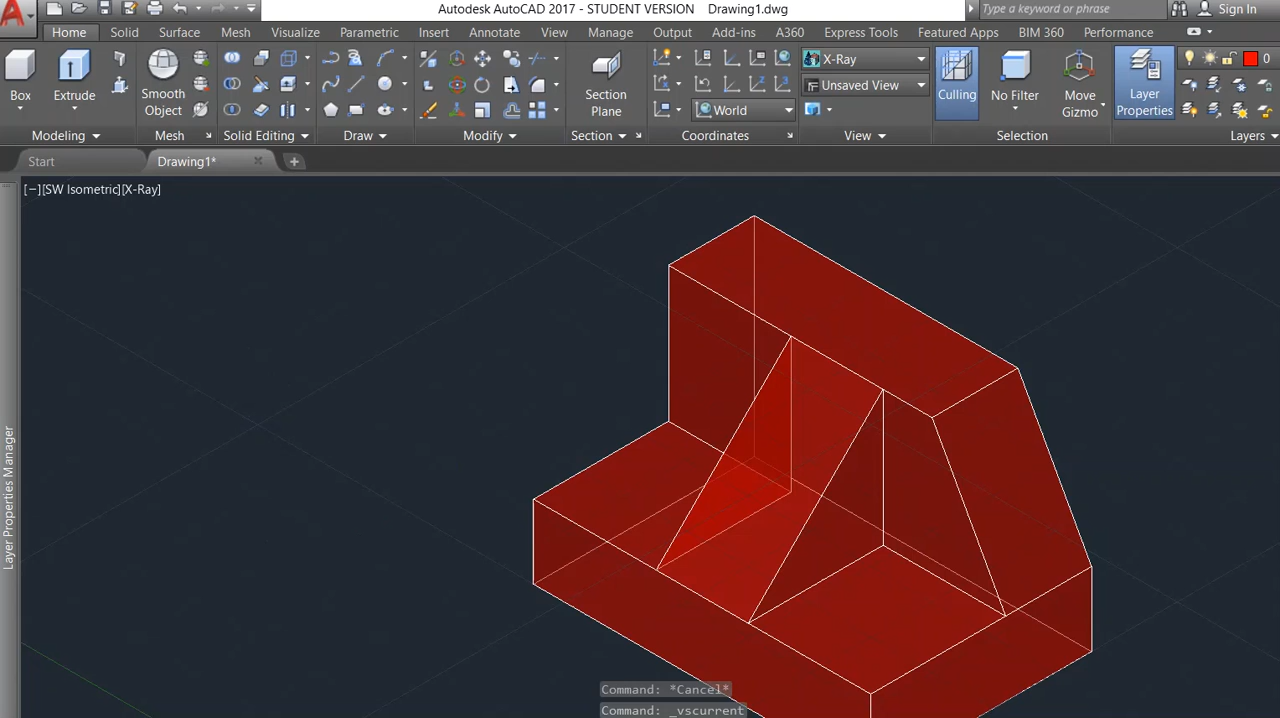 Autodesk AutoCAD 2017 - STUDENT VERSION Drawing1.dwg
Type a keyword or phrase
Sign In
Home Solid Surface Mesh Visualize Parametric Insert Annotate View Manage Output Add-ins A360 Express Tools Featured Apps BIM 360 Performance
Box
Extrude
Smooth
Object
Section
Plane
World
X-Ray
Unsaved View
Culling
No Filter
Move
Gizmo
Layer
Properties
0
Modeling Mesh Solid Editing Draw Modify Section Coordinates View Selection Layers
Start Drawing1* +
[−][SW Isometric][X-Ray]
Layer Properties Manager
Command: *Cancel*
Command: _vscurrent